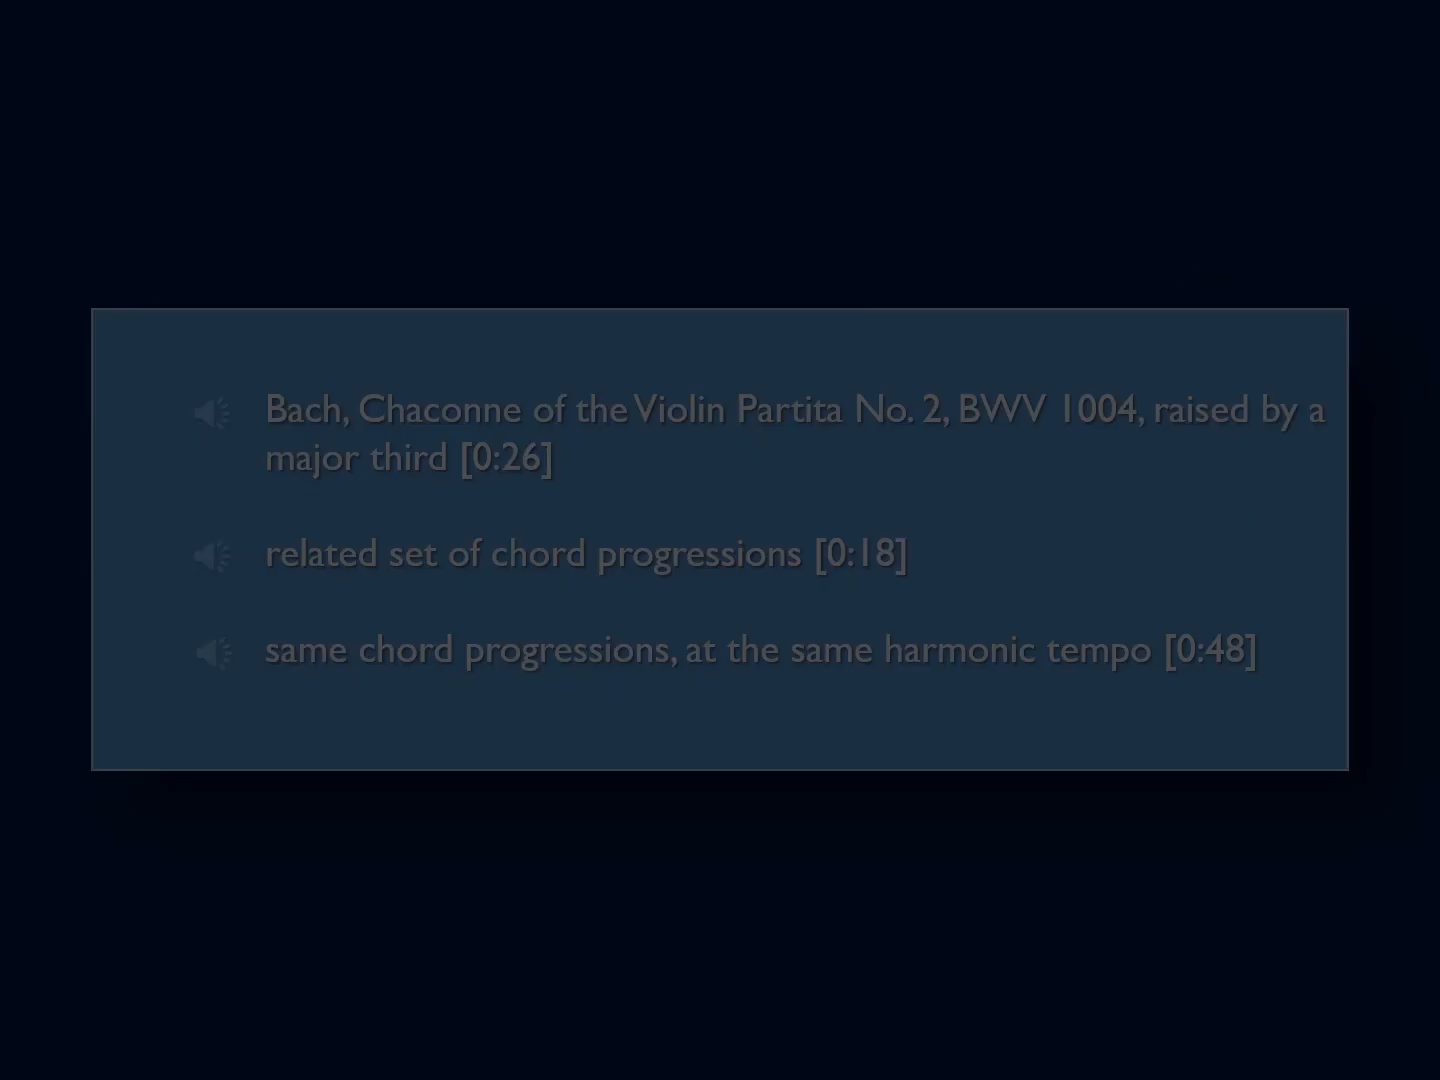 Bach, Chaconne of the Violin Partita No. 2, BWV 1004, raised by a
major third [0:26]
related set of chord progressions [0:18]
same chord progressions, at the same harmonic tempo [0:48]